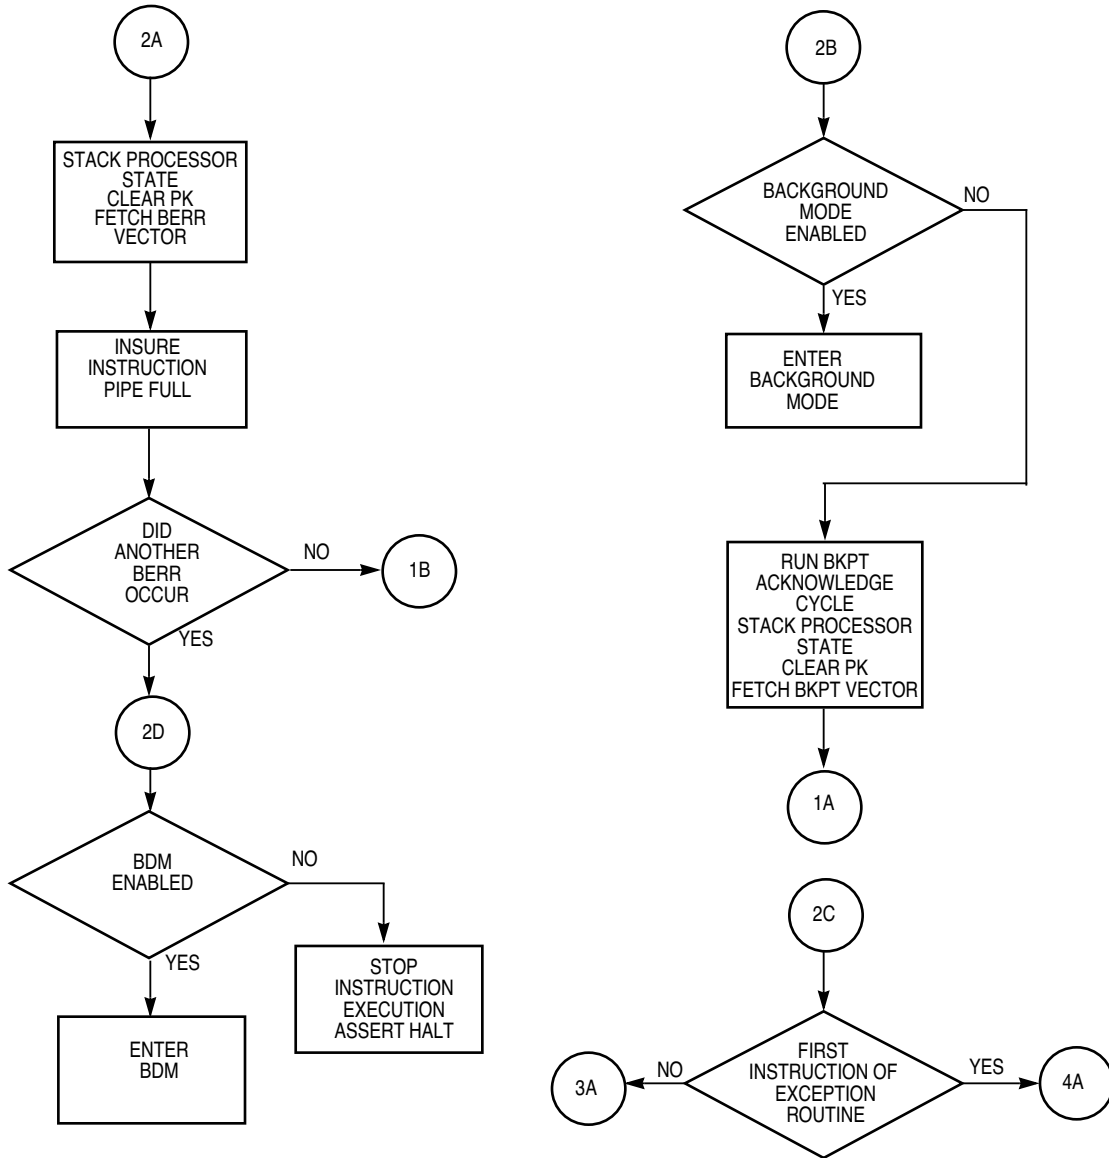 2A
STACK PROCESSOR
STATE
CLEAR PK
FETCH BERR
VECTOR
INSURE
INSTRUCTION
PIPE FULL
DID
ANOTHER
BERR
OCCUR
NO
1B
YES
2D
BDM
ENABLED
NO
YES
STOP
INSTRUCTION
EXECUTION
ASSERT HALT
ENTER
BDM
2B
BACKGROUND
MODE
ENABLED
NO
YES
ENTER
BACKGROUND
MODE
RUN BKPT
ACKNOWLEDGE
CYCLE
STACK PROCESSOR
STATE
CLEAR PK
FETCH BKPT VECTOR
1A
2C
FIRST
INSTRUCTION OF
EXCEPTION
ROUTINE
NO
3A
YES
4A